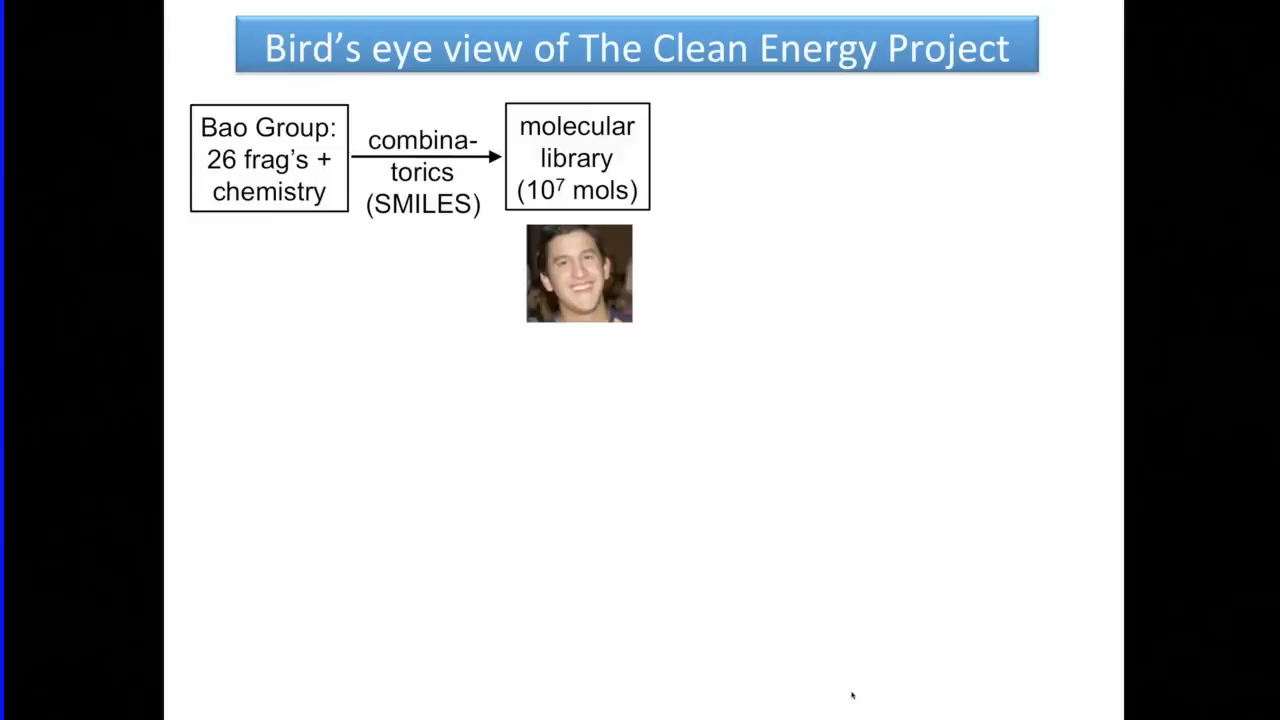 Bird’s eye view of The Clean Energy Project
Bao Group:
26 frag’s +
chemistry
combina-
torics
(SMILES)
molecular
library
(10⁷ mols)